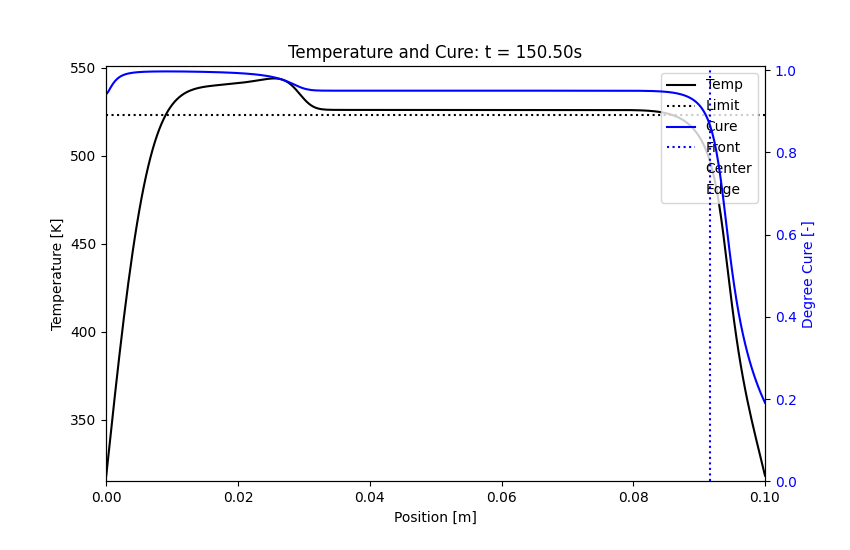 Temperature and Cure: t = 150.50s
550
500
450
400
350
Temperature [K]
1.0
0.8
0.6
0.4
0.2
0.0
Degree Cure [-]
Temp
Limit
Cure
Front
Center
Edge
0.00 0.02 0.04 0.06 0.08 0.10
Position [m]